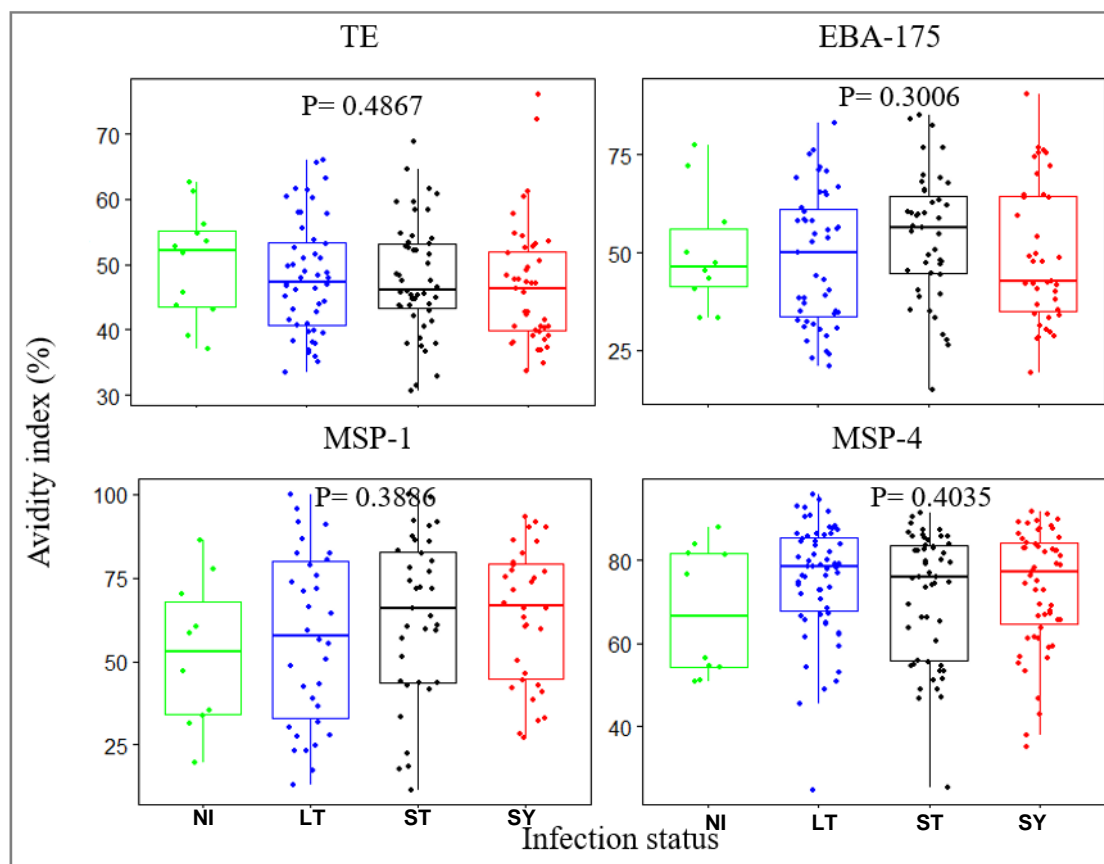 TE
EBA-175
P= 0.4867
P= 0.3006
70
60
50
40
30
75
50
25
MSP-1
MSP-4
P= 0.3886
P= 0.4035
100
75
50
25
80
60
40
NI LT ST SY
NI LT ST SY
Avidity index (%)
Infection status